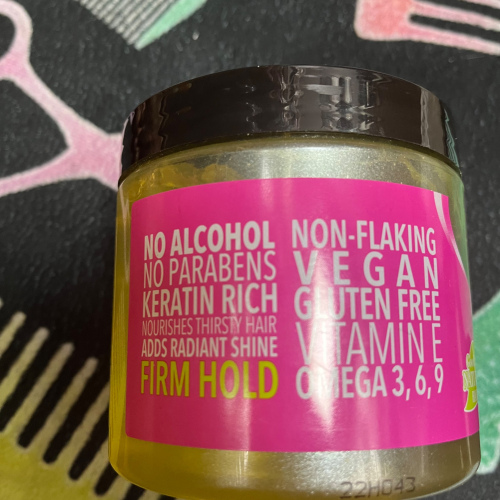 NO ALCOHOL
NO PARABENS
KERATIN RICH
NOURISHES THIRSTY HAIR
ADDS RADIANT SHINE
FIRM HOLD
NON-FLAKING
VEGAN
GLUTEN FREE
VITAMIN E
OMEGA 3, 6, 9
22H043